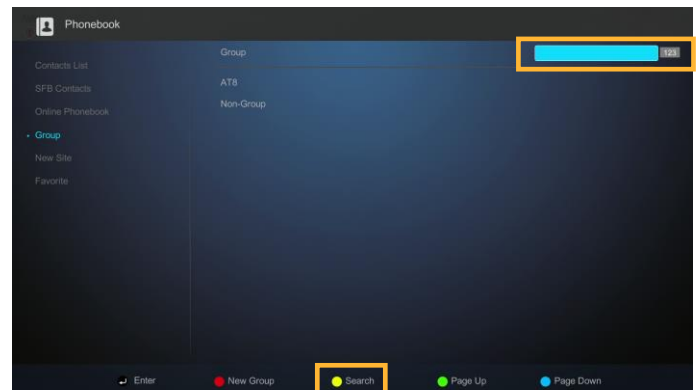 Phonebook
Group
123
Contacts List
SFB Contacts
Online Phonebook
Group
New Site
Favorite
AT8
Non-Group
Enter
New Group
Search
Page Up
Page Down